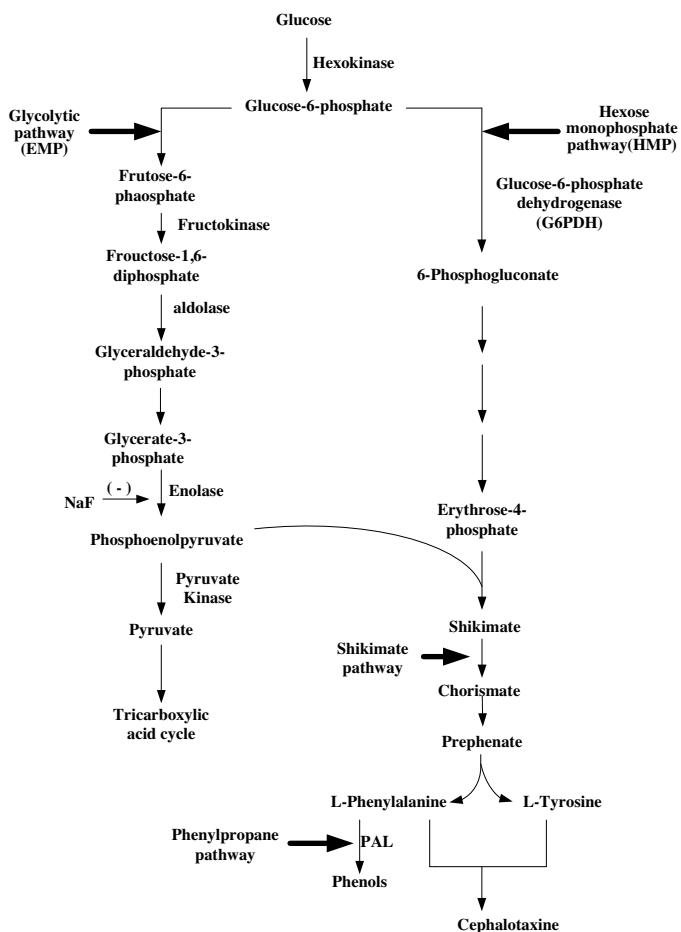 Glucose
Hexokinase
Glucose-6-phosphate
Glycolytic
pathway
(EMP)
Hexose
monophosphate
pathway(HMP)
Frutose-6-
phaosphate
Glucose-6-phosphate
dehydrogenase
(G6PDH)
Fructokinase
Frouctose-1,6-
diphosphate
6-Phosphogluconate
aldolase
Glyceraldehyde-3-
phosphate
Glycerate-3-
phosphate
NaF
( - )
Enolase
Phosphoenolpyruvate
Erythrose-4-
phosphate
Pyruvate
Kinase
Pyruvate
Shikimate
Shikimate
pathway
Chorismate
Tricarboxylic
acid cycle
Prephenate
L-Phenylalanine
L-Tyrosine
Phenylpropane
pathway
PAL
Phenols
Cephalotaxine